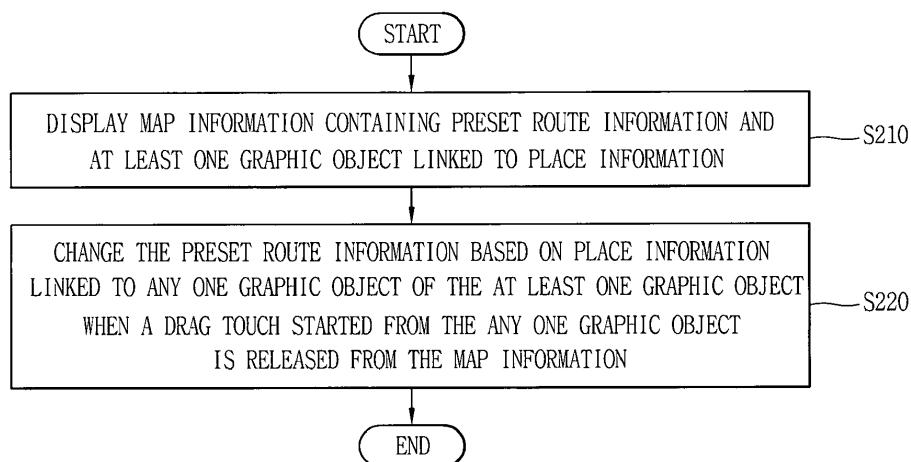 START
DISPLAY MAP INFORMATION CONTAINING PRESET ROUTE INFORMATION AND
AT LEAST ONE GRAPHIC OBJECT LINKED TO PLACE INFORMATION
S210
CHANGE THE PRESET ROUTE INFORMATION BASED ON PLACE INFORMATION
LINKED TO ANY ONE GRAPHIC OBJECT OF THE AT LEAST ONE GRAPHIC OBJECT
WHEN A DRAG TOUCH STARTED FROM THE ANY ONE GRAPHIC OBJECT
IS RELEASED FROM THE MAP INFORMATION
S220
END